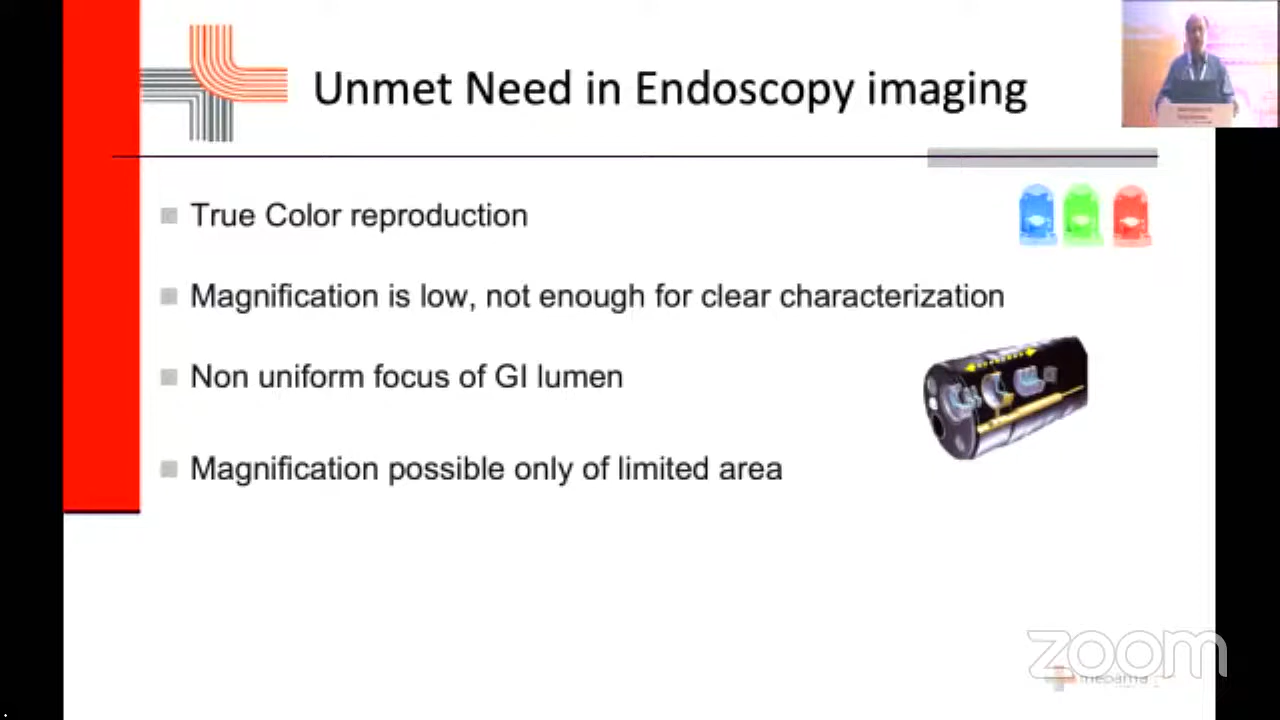 Unmet Need in Endoscopy imaging
True Color reproduction
Magnification is low, not enough for clear characterization
Non uniform focus of GI lumen
Magnification possible only of limited area
zoom